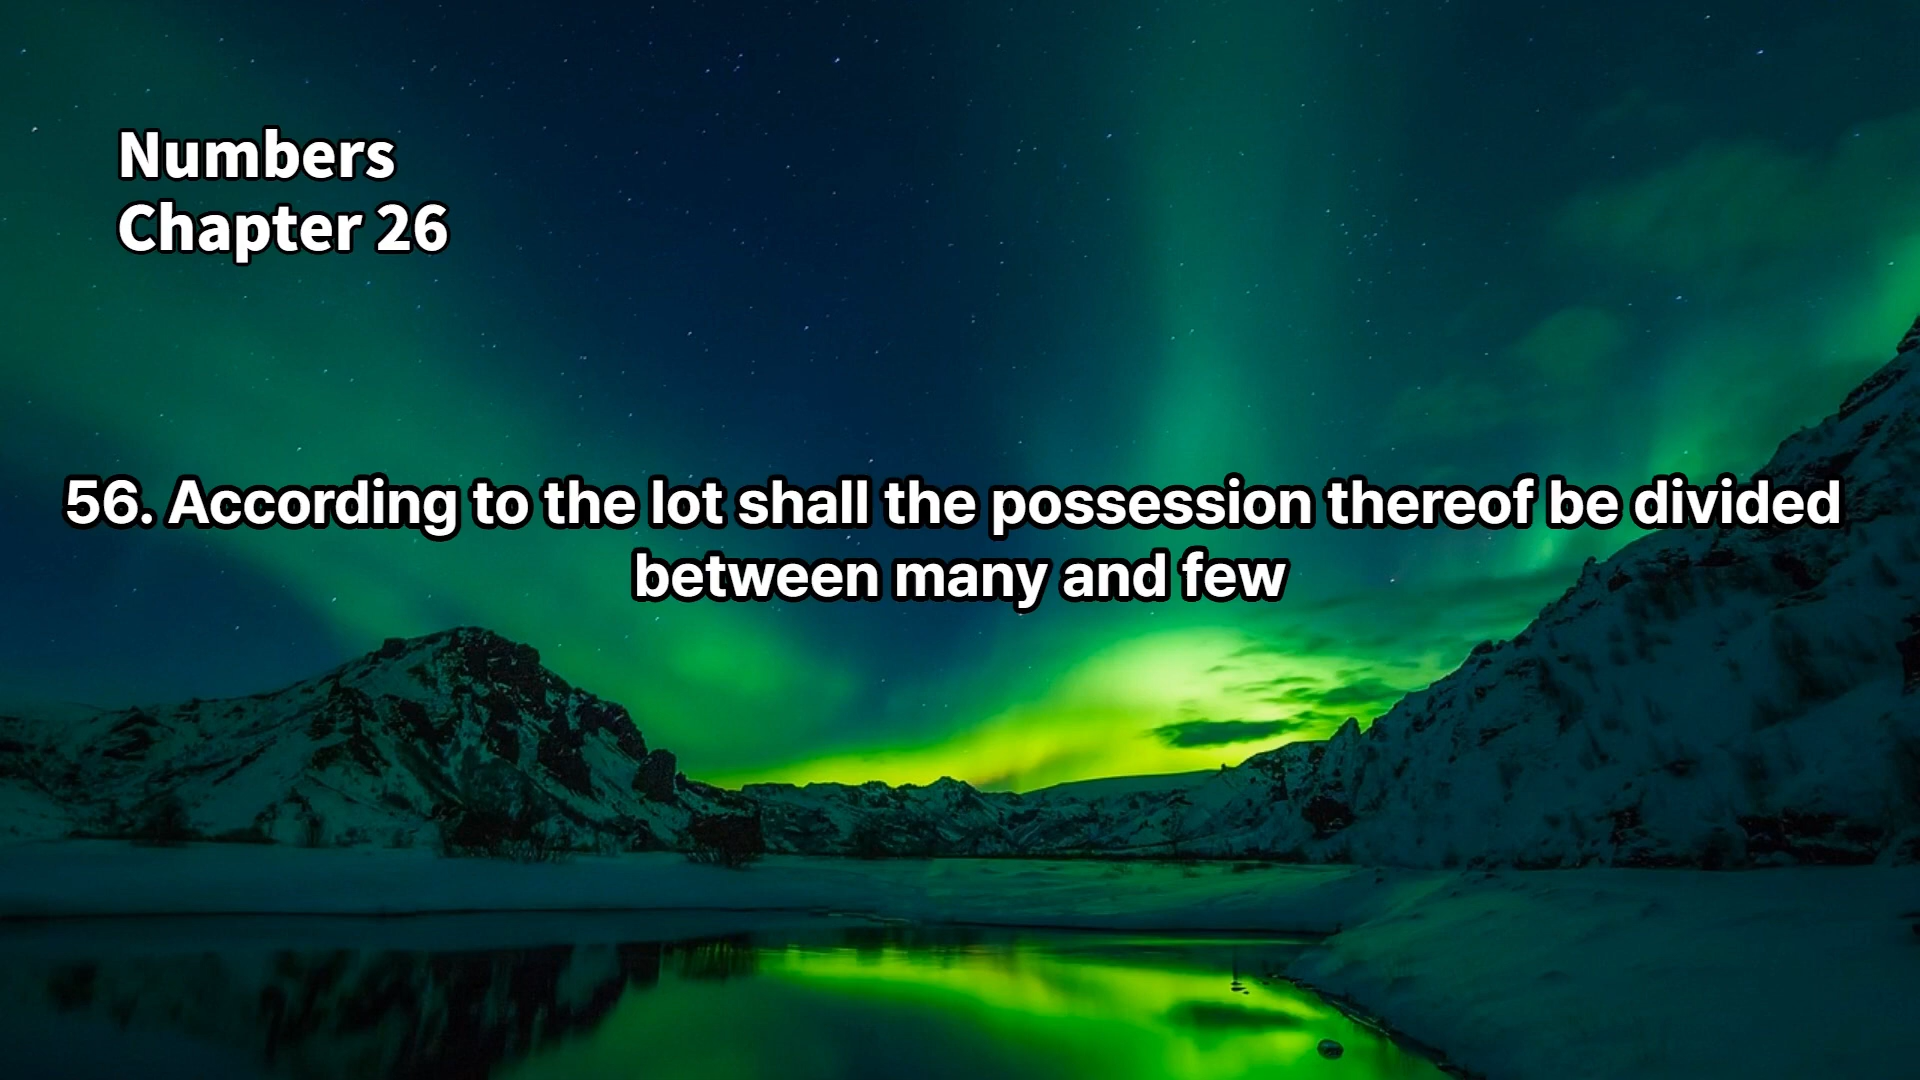 Numbers
Chapter 26
56. According to the lot shall the possession thereof be divided
between many and few